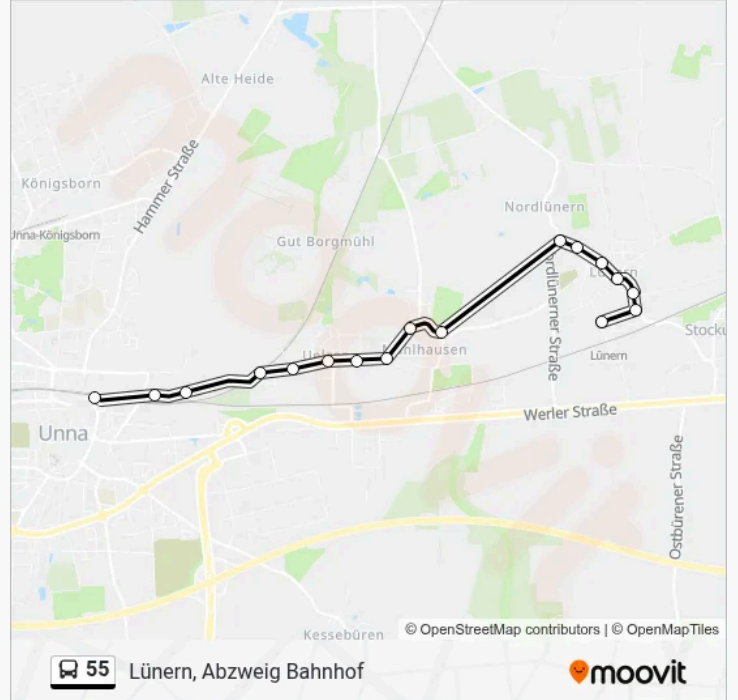 Alte Heide
Hammer Straße
Königsborn
Nordlünern
Unna-Königsborn
Gut Borgmühl
Lünern
Nordlünerner Straße
Mühlhausen
Lünern
Werler Straße
Unna
Ostbürener Straße
© OpenStreetMap contributors | © OpenMapTiles
Kessebüren
55 Lünern, Abzweig Bahnhof
moovit